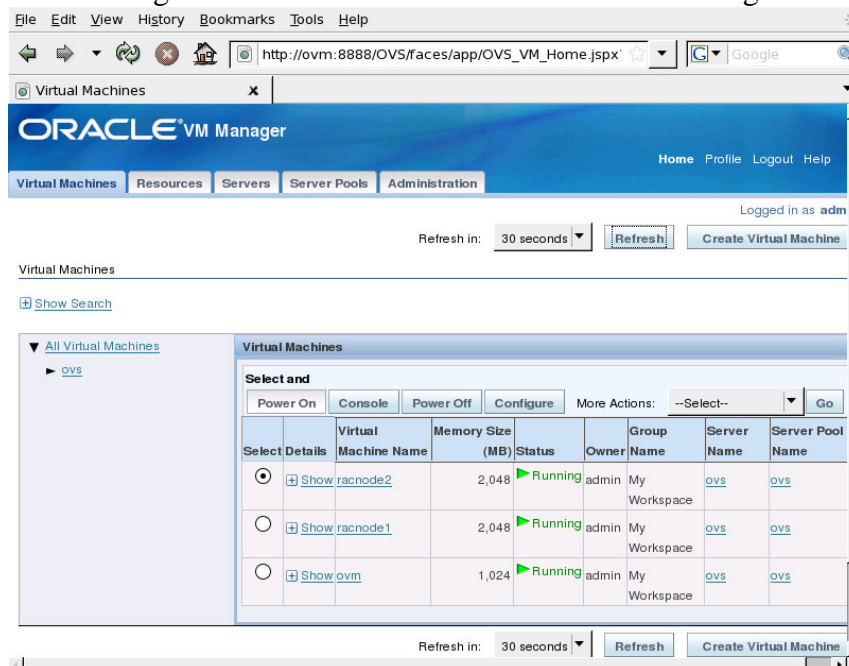 File Edit View History Bookmarks Tools Help
http://ovm:8888/OVS/faces/app/OVS_VM_Home.jspx
G Google
Virtual Machines x
ORACLE VM Manager
Home Profile Logout Help
Virtual Machines Resources Servers Server Pools Administration
Logged in as adm
Refresh in: 30 seconds Refresh Create Virtual Machine
Virtual Machines
Show Search
All Virtual Machines
ovs
Virtual Machines
Select and
Power On Console Power Off Configure More Actions: --Select-- Go
Select Details Virtual Machine Name Memory Size (MB) Status Owner Group Name Server Name Server Pool Name
Show racnode2 2,048 Running admin My Workspace ovs ovs
Show racnode1 2,048 Running admin My Workspace ovs ovs
Show ovm 1,024 Running admin My Workspace ovs ovs
Refresh in: 30 seconds Refresh Create Virtual Machine